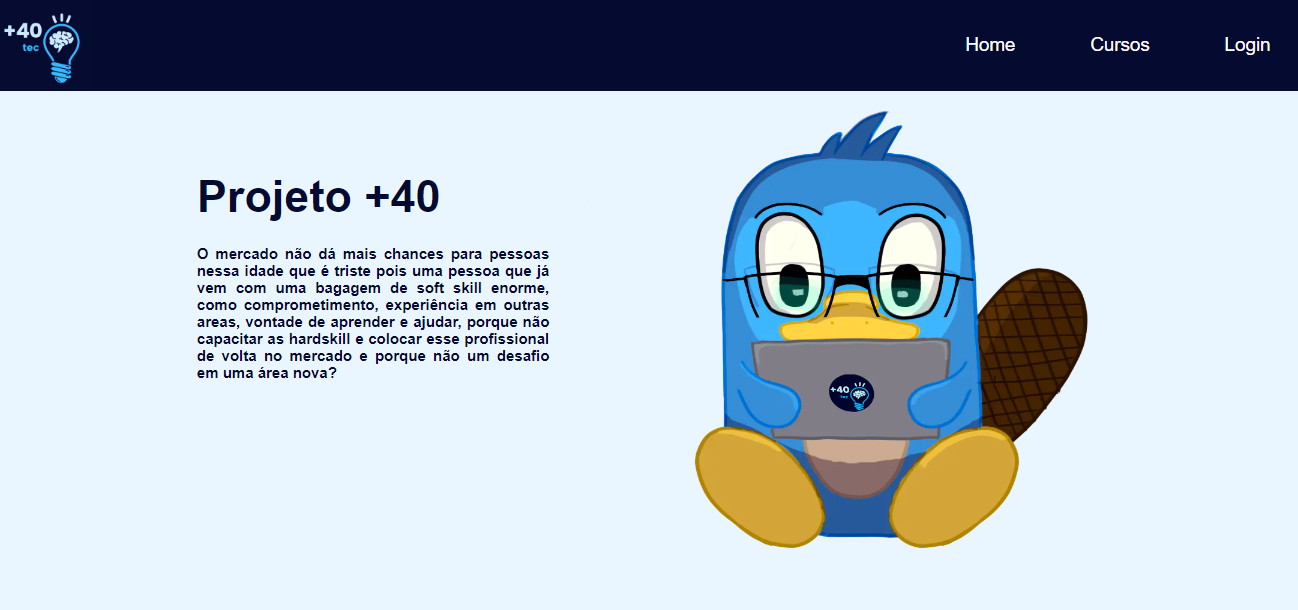 +40
tec
Home
Cursos
Login
Projeto +40
O mercado não dá mais chances para pessoas
nessa idade que é triste pois uma pessoa que já
vem com uma bagagem de soft skill enorme,
como comprometimento, experiência em outras
areas, vontade de aprender e ajudar, porque não
capacitar as hardskill e colocar esse profissional
de volta no mercado e porque não um desafio
em uma área nova?
+40
tec